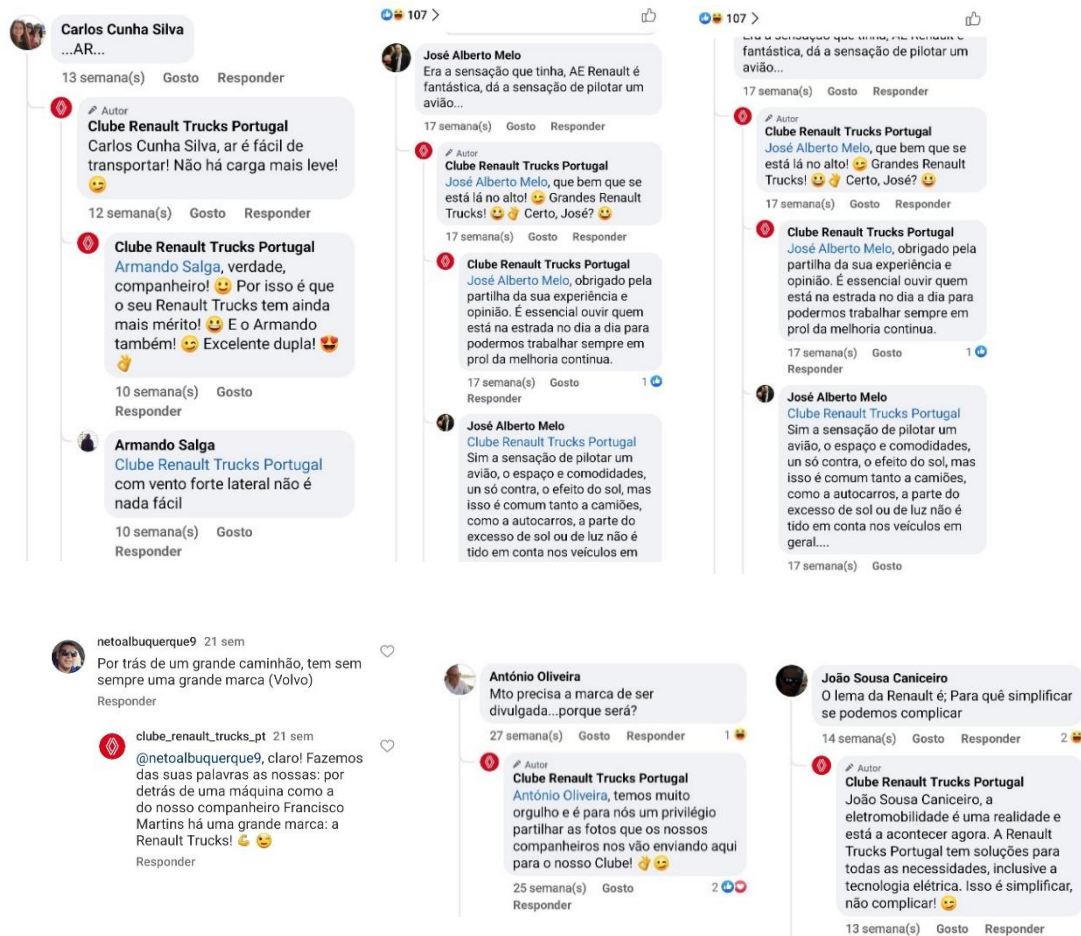 Carlos Cunha Silva
...AR...
13 semana(s) Gosto Responder
Autor
Clube Renault Trucks Portugal
Carlos Cunha Silva, ar é fácil de
transportar! Não há carga mais leve!
😉
12 semana(s) Gosto Responder
Clube Renault Trucks Portugal
Armando Salga, verdade,
companheiro! 😃 Por isso é que
o seu Renault Trucks tem ainda
mais mérito! 😀 E o Armando
também! 😉 Excelente dupla! 😍
👌
10 semana(s) Gosto
Responder
Armando Salga
Clube Renault Trucks Portugal
com vento forte lateral não é
nada fácil
10 semana(s) Gosto
Responder
107 >
José Alberto Melo
Era a sensação que tinha, AE Renault é
fantástica, dá a sensação de pilotar um
avião...
17 semana(s) Gosto Responder
Autor
Clube Renault Trucks Portugal
José Alberto Melo, que bem que se
está lá no alto! 😉 Grandes Renault
Trucks! 😀👌 Certo, José? 😀
17 semana(s) Gosto Responder
Clube Renault Trucks Portugal
José Alberto Melo, obrigado pela
partilha da sua experiência e
opinião. É essencial ouvir quem
está na estrada no dia a dia para
podermos trabalhar sempre em
prol da melhoria continua.
17 semana(s) Gosto 1
Responder
José Alberto Melo
Clube Renault Trucks Portugal
Sim a sensação de pilotar um
avião, o espaço e comodidades,
un só contra, o efeito do sol, mas
isso é comum tanto a camiões,
como a autocarros, a parte do
excesso de sol ou de luz não é
tido em conta nos veículos em
107 >
Era a sensação que tinha, AE Renault é
fantástica, dá a sensação de pilotar um
avião...
17 semana(s) Gosto Responder
Autor
Clube Renault Trucks Portugal
José Alberto Melo, que bem que se
está lá no alto! 😉 Grandes Renault
Trucks! 😀👌 Certo, José? 😀
17 semana(s) Gosto Responder
Clube Renault Trucks Portugal
José Alberto Melo, obrigado pela
partilha da sua experiência e
opinião. É essencial ouvir quem
está na estrada no dia a dia para
podermos trabalhar sempre em
prol da melhoria continua.
17 semana(s) Gosto 1
Responder
José Alberto Melo
Clube Renault Trucks Portugal
Sim a sensação de pilotar um
avião, o espaço e comodidades,
un só contra, o efeito do sol, mas
isso é comum tanto a camiões,
como a autocarros, a parte do
excesso de sol ou de luz não é
tido em conta nos veículos em
geral....
17 semana(s) Gosto
netoalbuquerque9 21 sem
Por trás de um grande caminhão, tem sem
sempre uma grande marca (Volvo)
Responder
clube_renault_trucks_pt 21 sem
@netoalbuquerque9, claro! Fazemos
das suas palavras as nossas: por
detrás de uma máquina como a
do nosso companheiro Francisco
Martins há uma grande marca: a
Renault Trucks! 💪 😉
Responder
António Oliveira
Mto precisa a marca de ser
divulgada...porque será?
27 semana(s) Gosto Responder 1
Autor
Clube Renault Trucks Portugal
António Oliveira, temos muito
orgulho e é para nós um privilégio
partilhar as fotos que os nossos
companheiros nos vão enviando aqui
para o nosso Clube! 👌😉
25 semana(s) Gosto 2
Responder
João Sousa Caniceiro
O lema da Renault é; Para quê simplificar
se podemos complicar
14 semana(s) Gosto Responder 2
Autor
Clube Renault Trucks Portugal
João Sousa Caniceiro, a
eletromobilidade é uma realidade e
está a acontecer agora. A Renault
Trucks Portugal tem soluções para
todas as necessidades, inclusive a
tecnologia elétrica. Isso é simplificar,
não complicar! 😉
13 semana(s) Gosto Responder